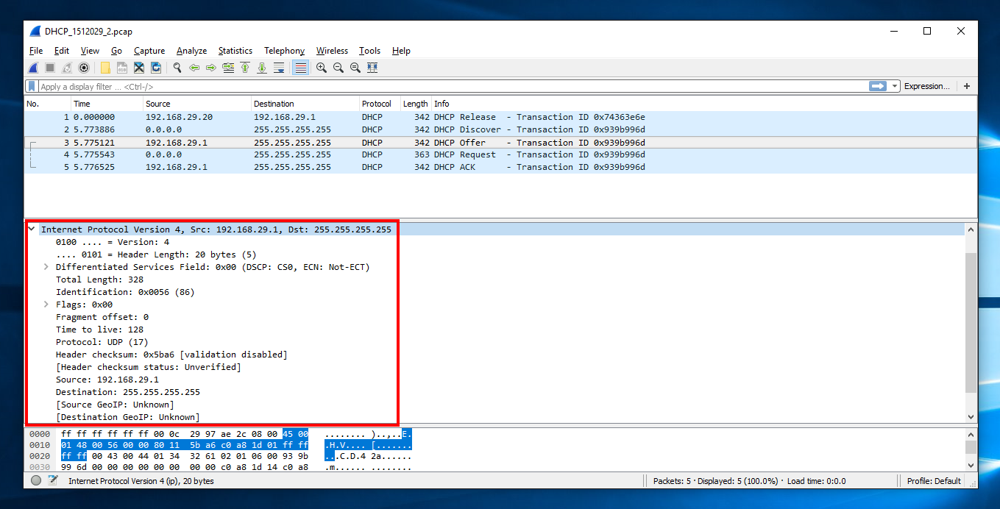 DHCP_1512029_2.pcap
File Edit View Go Capture Analyze Statistics Telephony Wireless Tools Help
Apply a display filter ... <Ctrl-/> Expression... +
No. Time Source Destination Protocol Length Info
1 0.000000 192.168.29.20 192.168.29.1 DHCP 342 DHCP Release - Transaction ID 0x74363e6e
2 5.773886 0.0.0.0 255.255.255.255 DHCP 342 DHCP Discover - Transaction ID 0x939b996d
3 5.775121 192.168.29.1 255.255.255.255 DHCP 342 DHCP Offer - Transaction ID 0x939b996d
4 5.775543 0.0.0.0 255.255.255.255 DHCP 363 DHCP Request - Transaction ID 0x939b996d
5 5.776525 192.168.29.1 255.255.255.255 DHCP 342 DHCP ACK - Transaction ID 0x939b996d
Internet Protocol Version 4, Src: 192.168.29.1, Dst: 255.255.255.255
0100 .... = Version: 4
.... 0101 = Header Length: 20 bytes (5)
Differentiated Services Field: 0x00 (DSCP: CS0, ECN: Not-ECT)
Total Length: 328
Identification: 0x0056 (86)
Flags: 0x00
Fragment offset: 0
Time to live: 128
Protocol: UDP (17)
Header checksum: 0x5ba6 [validation disabled]
[Header checksum status: Unverified]
Source: 192.168.29.1
Destination: 255.255.255.255
[Source GeoIP: Unknown]
[Destination GeoIP: Unknown]
0000 ff ff ff ff ff ff 00 0c 29 97 ae 2c 08 00 45 00 ........ )..,..E.
0010 01 48 00 56 00 00 80 11 5b a6 c0 a8 1d 01 ff ff .H.V.... [.......
0020 ff ff 00 43 00 44 01 34 32 61 02 01 06 00 93 9b ...C.D.4 2a......
0030 99 6d 00 00 00 00 00 00 00 00 c0 a8 1d 14 c0 a8 .m...... ........
Internet Protocol Version 4 (ip), 20 bytes Packets: 5 · Displayed: 5 (100.0%) · Load time: 0:0.0 Profile: Default